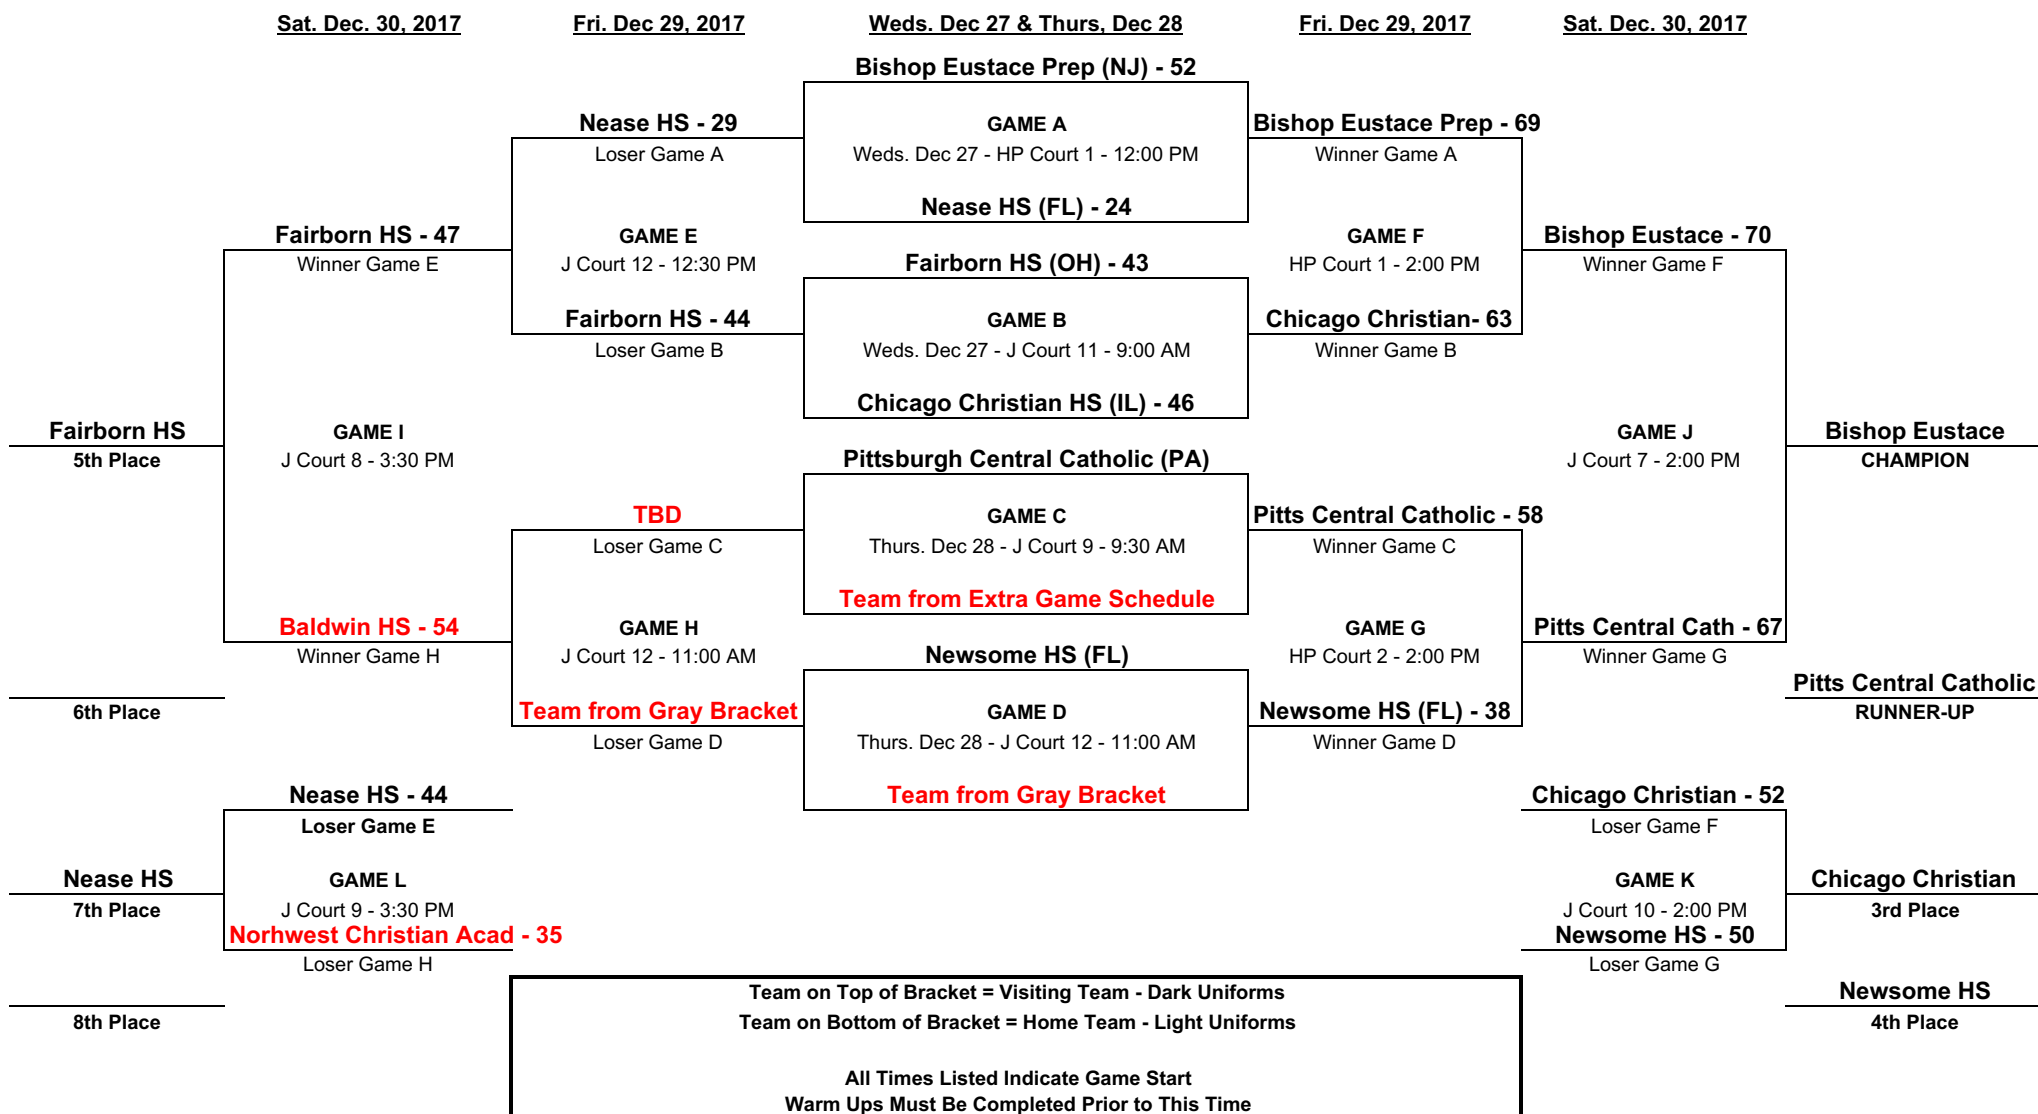 Sat. Dec. 30, 2017
Fri. Dec 29, 2017
Weds. Dec 27 & Thurs, Dec 28
Fri. Dec 29, 2017
Sat. Dec. 30, 2017
Bishop Eustace Prep (NJ) - 52
Nease HS - 29
GAME A
Bishop Eustace Prep - 69
Loser Game A
Weds. Dec 27 - HP Court 1 - 12:00 PM
Winner Game A
Nease HS (FL) - 24
Fairborn HS - 47
GAME E
GAME F
Bishop Eustace - 70
Winner Game E
J Court 12 - 12:30 PM
Fairborn HS (OH) - 43
HP Court 1 - 2:00 PM
Winner Game F
Fairborn HS - 44
GAME B
Chicago Christian- 63
Loser Game B
Weds. Dec 27 - J Court 11 - 9:00 AM
Winner Game B
Chicago Christian HS (IL) - 46
Fairborn HS
GAME I
GAME J
Bishop Eustace
5th Place
J Court 8 - 3:30 PM
Pittsburgh Central Catholic (PA)
J Court 7 - 2:00 PM
CHAMPION
TBD
GAME C
Pitts Central Catholic - 58
Loser Game C
Thurs. Dec 28 - J Court 9 - 9:30 AM
Winner Game C
Team from Extra Game Schedule
Baldwin HS - 54
GAME H
GAME G
Pitts Central Cath - 67
Winner Game H
J Court 12 - 11:00 AM
Newsome HS (FL)
HP Court 2 - 2:00 PM
Winner Game G
Pitts Central Catholic
6th Place
Team from Gray Bracket
GAME D
Newsome HS (FL) - 38
RUNNER-UP
Loser Game D
Thurs. Dec 28 - J Court 12 - 11:00 AM
Winner Game D
Nease HS - 44
Team from Gray Bracket
Chicago Christian - 52
Loser Game E
Loser Game F
Nease HS
GAME L
GAME K
Chicago Christian
7th Place
J Court 9 - 3:30 PM
J Court 10 - 2:00 PM
3rd Place
Norhwest Christian Acad - 35
Newsome HS - 50
Loser Game H
Loser Game G
Team on Top of Bracket = Visiting Team - Dark Uniforms
Newsome HS
8th Place
Team on Bottom of Bracket = Home Team - Light Uniforms
4th Place
All Times Listed Indicate Game Start
Warm Ups Must Be Completed Prior to This Time